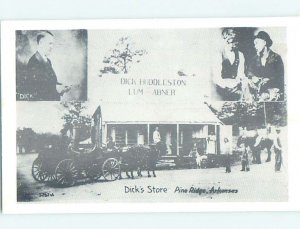 DICK HUDDLESTON
LUM - ABNER
"DICK"
Dick's Store Pine Ridge, Arkansas